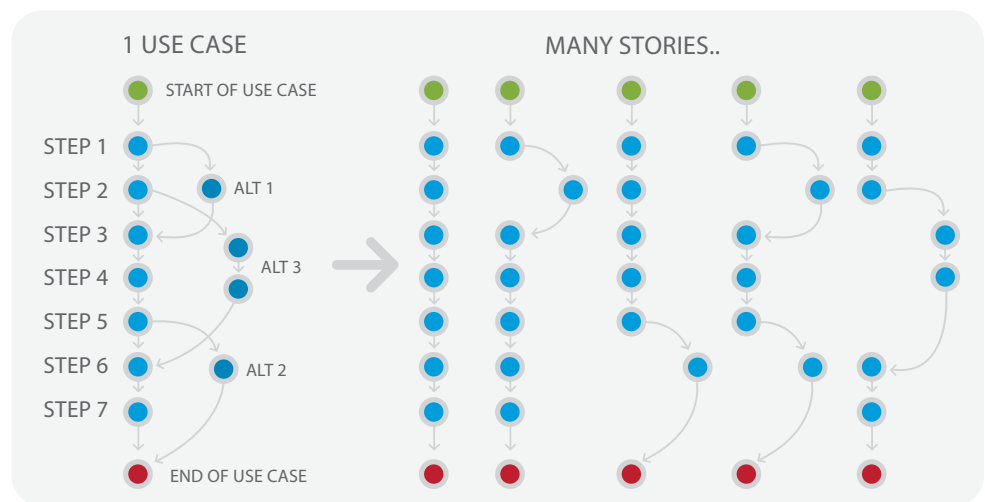 1 USE CASE
MANY STORIES..
START OF USE CASE
STEP 1
STEP 2
ALT 1
STEP 3
ALT 3
STEP 4
STEP 5
STEP 6
ALT 2
STEP 7
END OF USE CASE